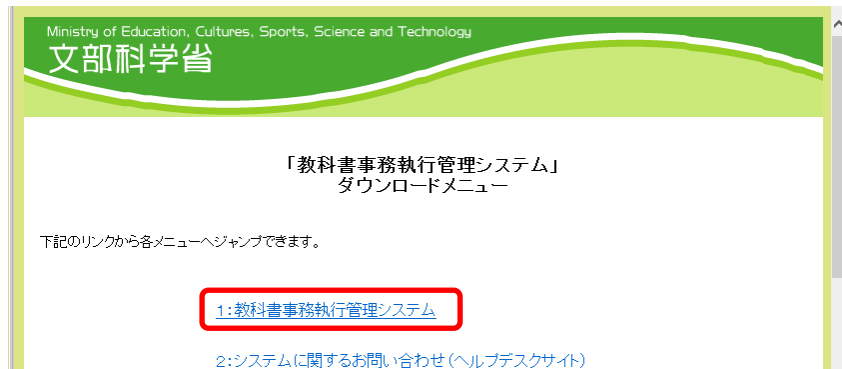 Ministry of Education, Cultures, Sports, Science and Technology
文部科学省
「教科書事務執行管理システム」
ダウンロードメニュー
下記のリンクから各メニューへジャンプできます。
1:教科書事務執行管理システム
2:システムに関するお問い合わせ(ヘルプデスクサイト)